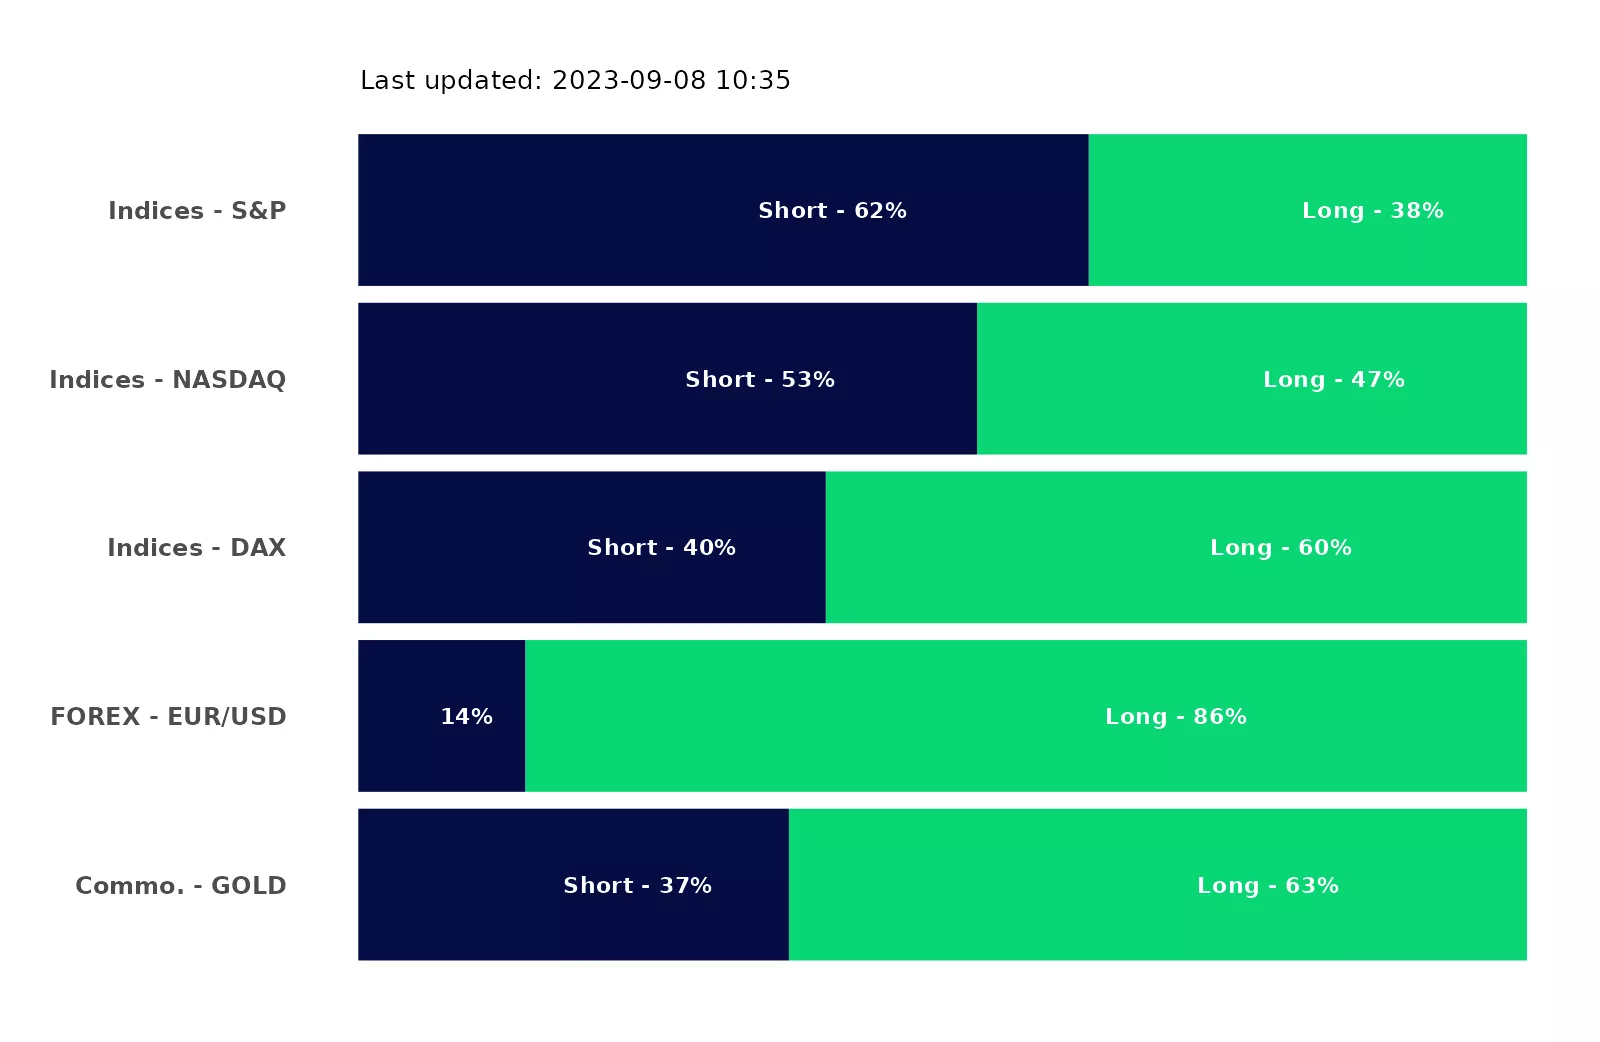 Last updated: 2023-09-08 10:35
Indices - S&P Short - 62% Long - 38%
Indices - NASDAQ Short - 53% Long - 47%
Indices - DAX Short - 40% Long - 60%
FOREX - EUR/USD 14% Long - 86%
Commo. - GOLD Short - 37% Long - 63%